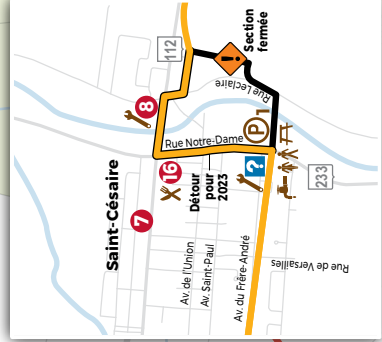 Section
fermée
112
Rue Leclaire
8
P
1
Rue Notre-Dame
16
?
Détour
pour
2025
233
Saint-Césaire
7
Av. de l'Union
Av. Saint-Paul
Av. du Frère-André
Rue de Versailles